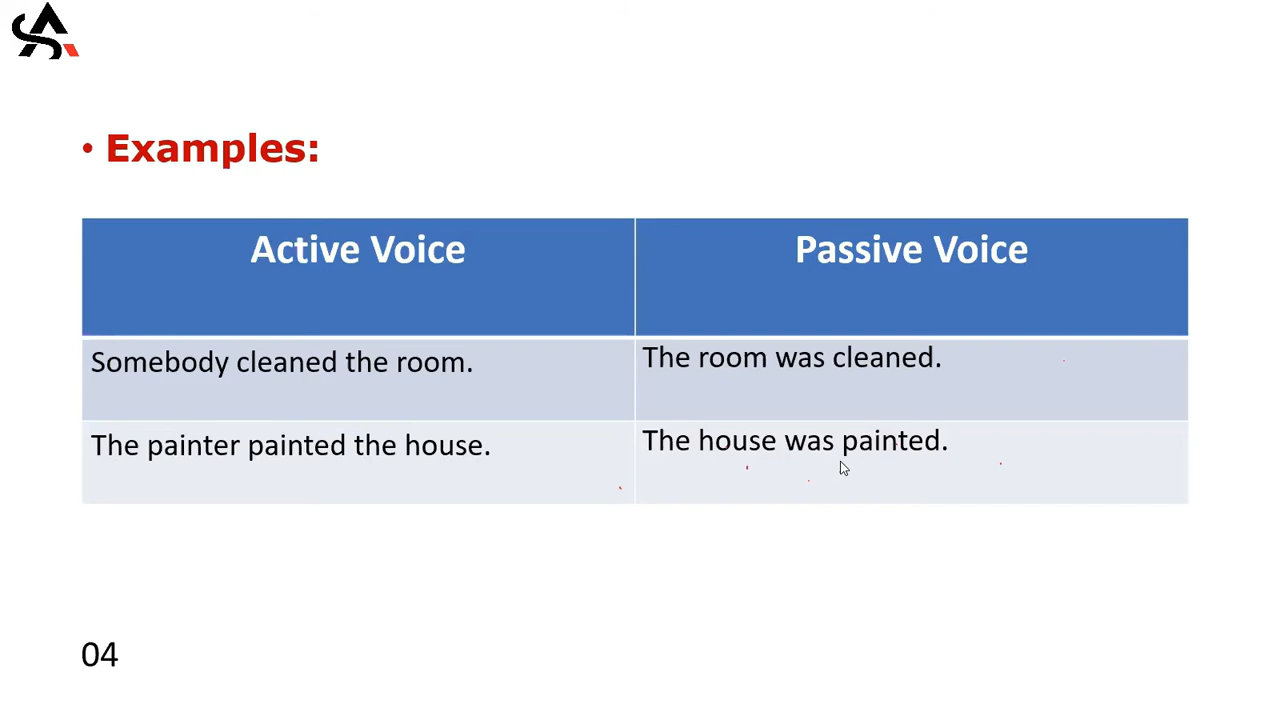 • Examples:
Active Voice
Passive Voice
Somebody cleaned the room.
The room was cleaned.
The painter painted the house.
The house was painted.
04